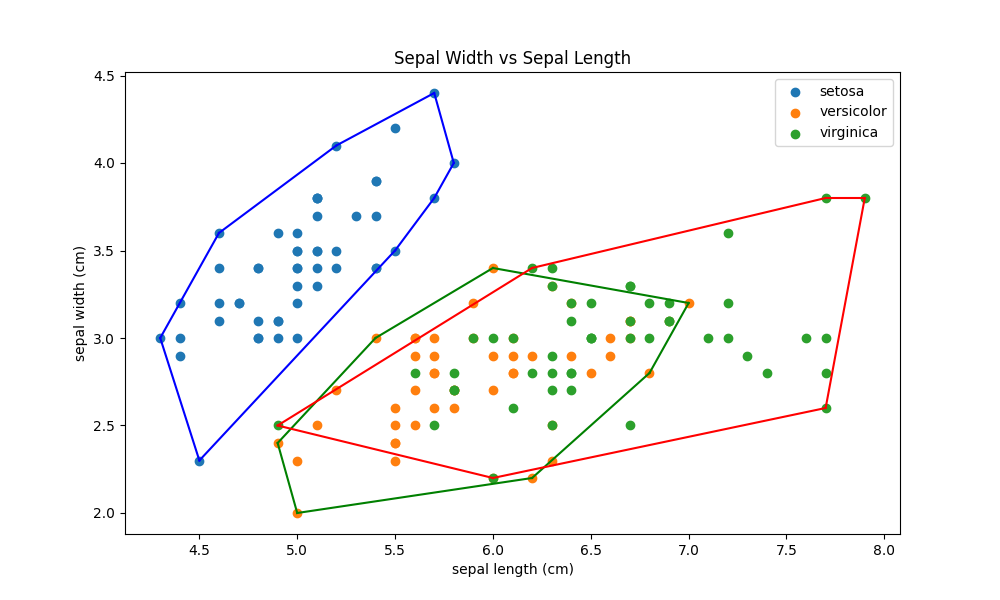 Sepal Width vs Sepal Length
setosa
versicolor
virginica
sepal width (cm)
4.5
4.0
3.5
3.0
2.5
2.0
4.5 5.0 5.5 6.0 6.5 7.0 7.5 8.0
sepal length (cm)